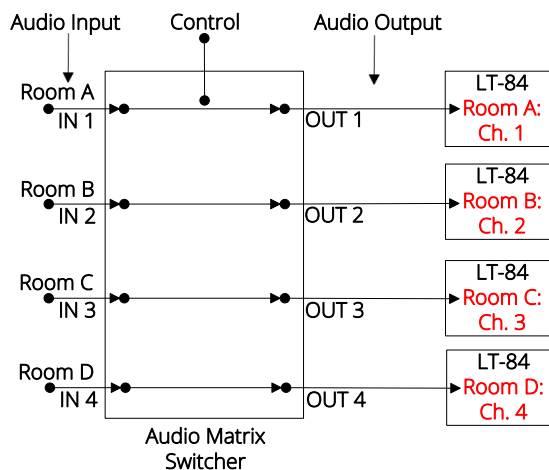 Audio Input
Control
Audio Output
Room A
IN 1
OUT 1
LT-84
Room A:
Ch. 1
Room B
IN 2
OUT 2
LT-84
Room B:
Ch. 2
Room C
IN 3
OUT 3
LT-84
Room C:
Ch. 3
Room D
IN 4
OUT 4
LT-84
Room D:
Ch. 4
Audio Matrix
Switcher